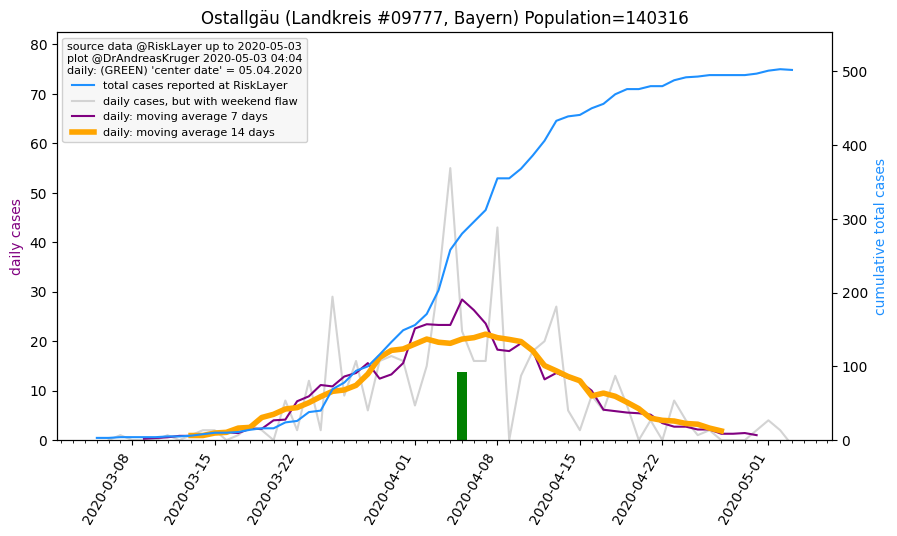 Ostallgäu (Landkreis #09777, Bayern) Population=140316
source data @RiskLayer up to 2020-05-03
plot @DrAndreasKruger 2020-05-03 04:04
daily: (GREEN) 'center date' = 05.04.2020
total cases reported at RiskLayer
daily cases, but with weekend flaw
daily: moving average 7 days
daily: moving average 14 days
daily cases
80
70
60
50
40
30
20
10
0
cumulative total cases
500
400
300
200
100
0
2020-03-08
2020-03-15
2020-03-22
2020-04-01
2020-04-08
2020-04-15
2020-04-22
2020-05-01